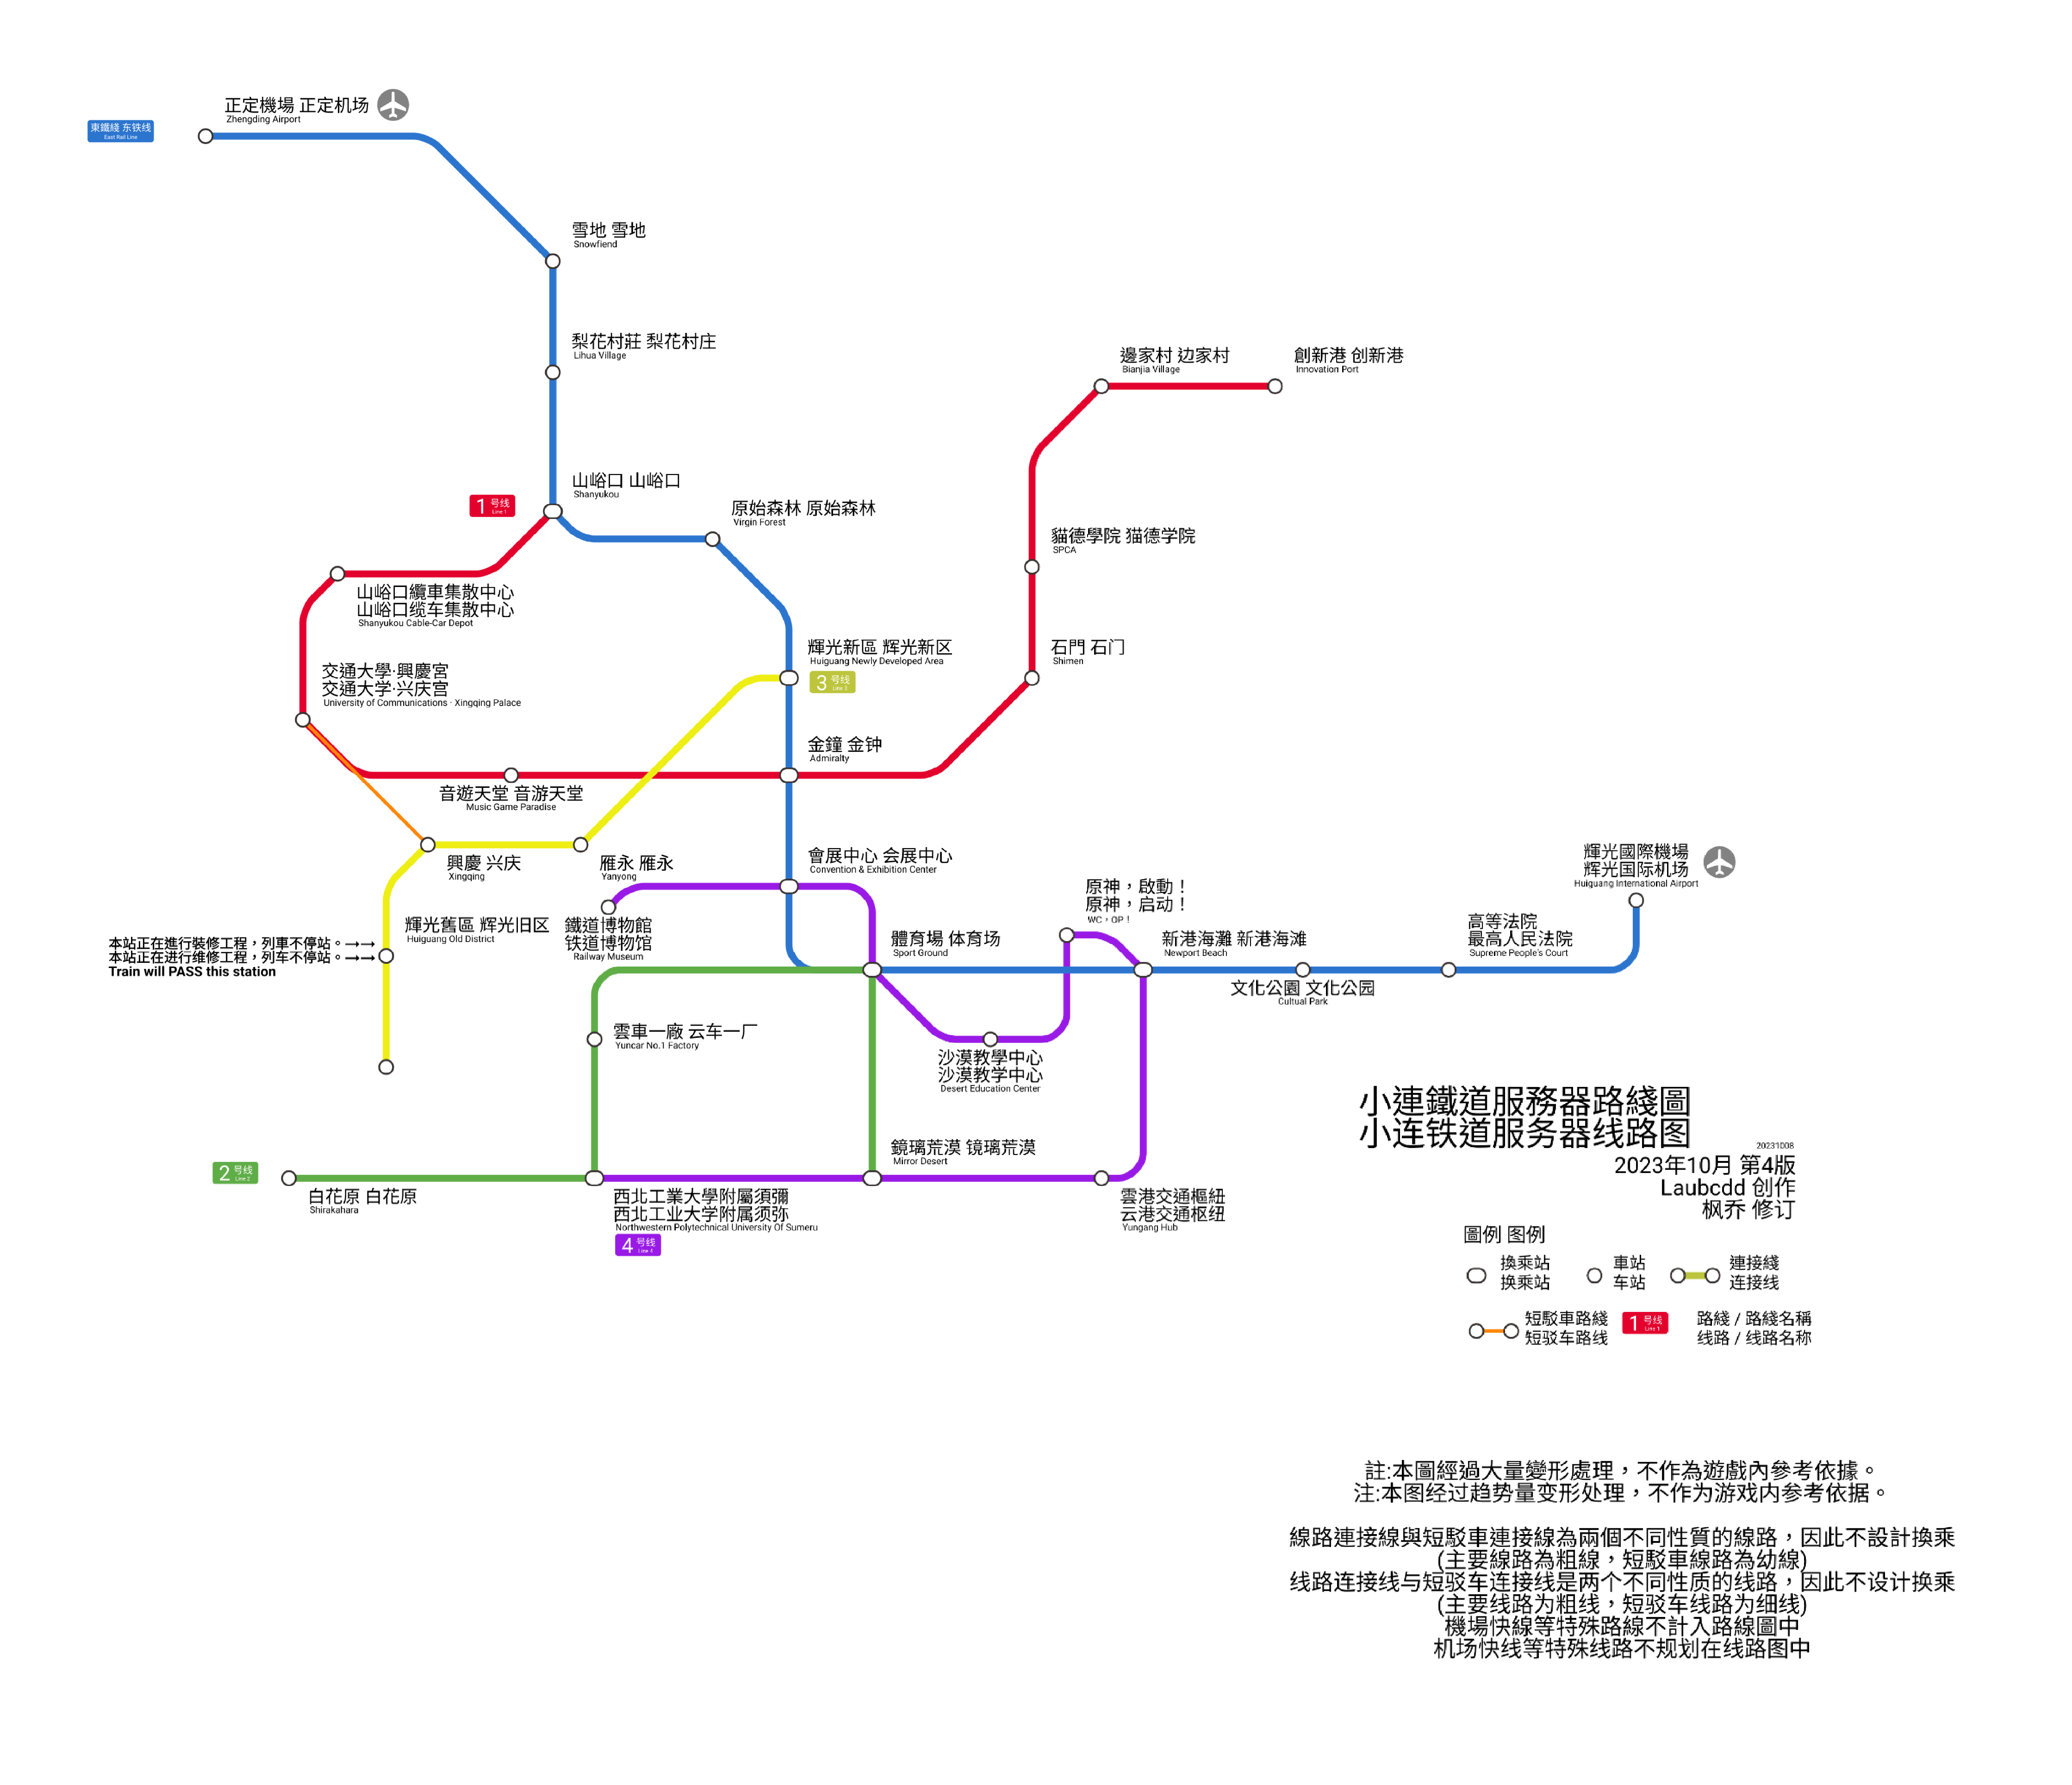 正定機場 正定机场
Zhengding Airport
東鐵綫 东铁线
East Rail Line
雪地 雪地
Snowfiend
梨花村莊 梨花村庄
Lihua Village
邊家村 边家村
Bianjia Village
創新港 创新港
Innovation Port
山峪口 山峪口
Shanyukou
1 号线
Line 1
原始森林 原始森林
Virgin Forest
貓德學院 猫德学院
SPCA
山峪口纜車集散中心
山峪口缆车集散中心
Shanyukou Cable-Car Depot
輝光新區 辉光新区
Huiguang Newly Developed Area
3 号线
Line 3
石門 石门
Shimen
交通大學·興慶宮
交通大学·兴庆宫
University of Communications · Xingqing Palace
金鐘 金钟
Admiralty
音遊天堂 音游天堂
Music Game Paradise
興慶 兴庆
Xingqing
雁永 雁永
Yanyong
會展中心 会展中心
Convention & Exhibition Center
輝光國際機場
辉光国际机场
Huiguang International Airport
原神，啟動！
原神，启动！
WC，OP！
輝光舊區 辉光旧区
Huiguang Old District
鐵道博物館
铁道博物馆
Railway Museum
體育場 体育场
Sport Ground
新港海灘 新港海滩
Newport Beach
高等法院
最高人民法院
Supreme People's Court
本站正在進行裝修工程，列車不停站。→→
本站正在进行维修工程，列车不停站。→→
Train will PASS this station
文化公園 文化公园
Cultual Park
雲車一廠 云车一厂
Yuncar No.1 Factory
沙漠教學中心
沙漠教学中心
Desert Education Center
鏡璃荒漠 镜璃荒漠
Mirror Desert
2 号线
Line 2
白花原 白花原
Shirakahara
西北工業大學附屬須彌
西北工业大学附属须弥
Northwestern Polytechnical University Of Sumeru
4 号线
Line 4
雲港交通樞紐
云港交通枢纽
Yungang Hub
小連鐵道服務器路綫圖
小连铁道服务器线路图
20231008
2023年10月 第4版
Laubcdd 创作
枫乔 修订
圖例 图例
換乘站
换乘站
車站
车站
連接綫
连接线
短駁車路綫
短驳车路线
1 号线
Line 1
路綫 / 路綫名稱
线路 / 线路名称
註:本圖經過大量變形處理，不作為遊戲內參考依據。
注:本图经过趋势量变形处理，不作为游戏内参考依据。
線路連接線與短駁車連接線為兩個不同性質的線路，因此不設計換乘
(主要線路為粗線，短駁車線路為幼線)
线路连接线与短驳车连接线是两个不同性质的线路，因此不设计换乘
(主要线路为粗线，短驳车线路为细线)
機場快線等特殊路線不計入路線圖中
机场快线等特殊线路不规划在线路图中